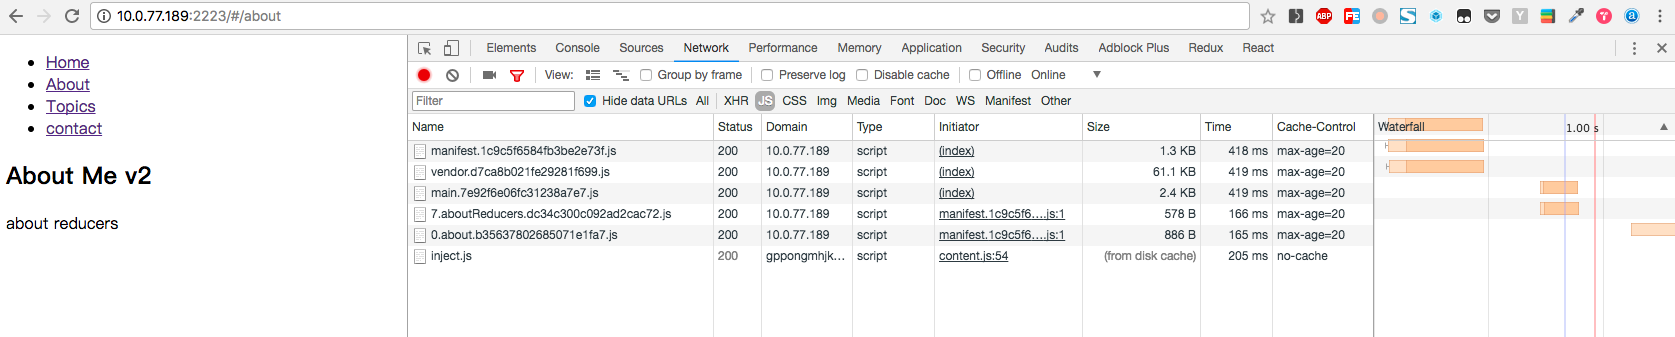 10.0.77.189:2223/#/about
Home
About
Topics
contact
About Me v2
about reducers
Elements Console Sources Network Performance Memory Application Security Audits Adblock Plus Redux React
View: Group by frame Preserve log Disable cache Offline Online
Filter Hide data URLs All XHR JS CSS Img Media Font Doc WS Manifest Other
Name Status Domain Type Initiator Size Time Cache-Control Waterfall 1.00 s
manifest.1c9c5f6584fb3be2e73f.js 200 10.0.77.189 script (index) 1.3 KB 418 ms max-age=20
vendor.d7ca8b021fe29281f699.js 200 10.0.77.189 script (index) 61.1 KB 419 ms max-age=20
main.7e92f6e06fc31238a7e7.js 200 10.0.77.189 script (index) 2.4 KB 419 ms max-age=20
7.aboutReducers.dc34c300c092ad2cac72.js 200 10.0.77.189 script manifest.1c9c5f6….js:1 578 B 166 ms max-age=20
0.about.b35637802685071e1fa7.js 200 10.0.77.189 script manifest.1c9c5f6….js:1 886 B 165 ms max-age=20
inject.js 200 gppongmhjk… script content.js:54 (from disk cache) 205 ms no-cache
ABP
FE
S
Y
a